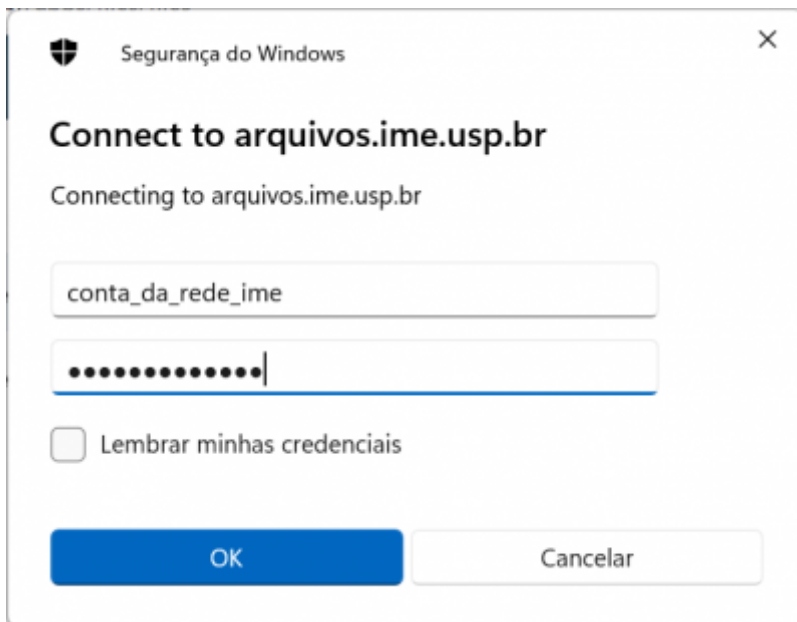 Segurança do Windows
Connect to arquivos.ime.usp.br
Connecting to arquivos.ime.usp.br
conta_da_rede_ime
•••••••••••••
Lembrar minhas credenciais
OK
Cancelar